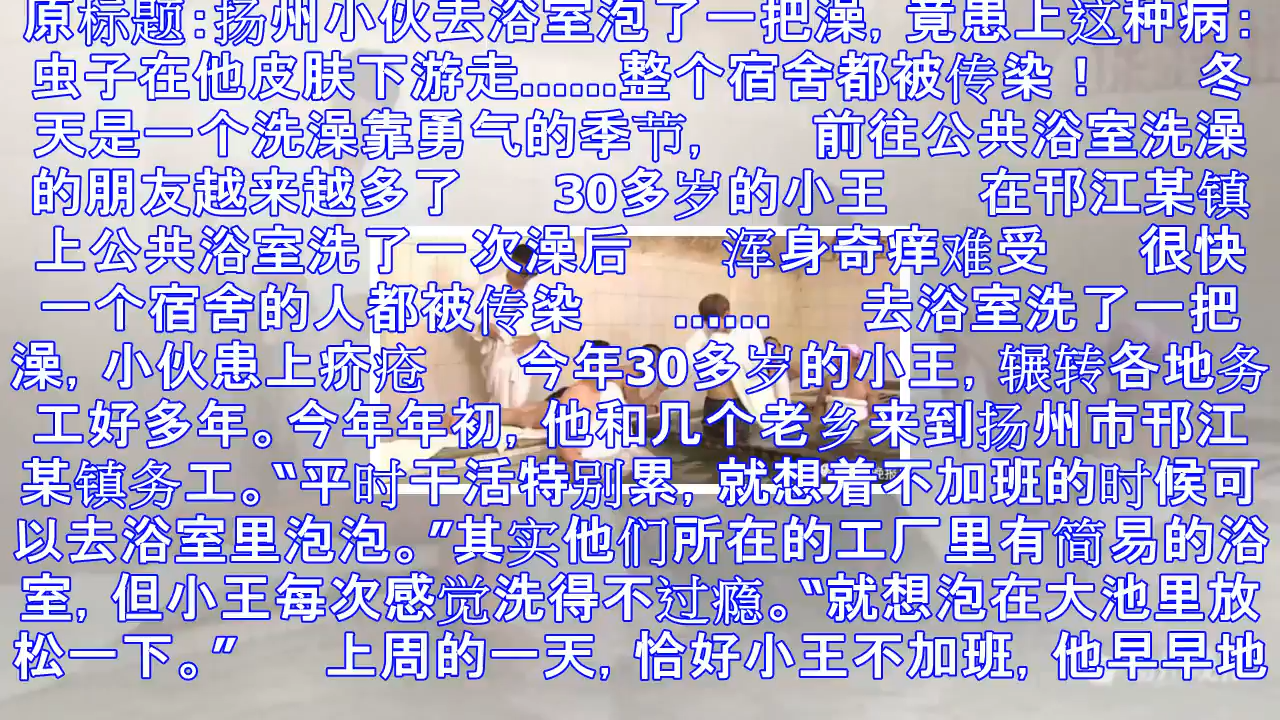 原标题:扬州小伙去浴室泡了一把澡, 竟患上这种病:
虫子在他皮肤下游走......整个宿舍都被传染！ 冬
天是一个洗澡靠勇气的季节, 前往公共浴室洗澡
的朋友越来越多了 30多岁的小王 在邗江某镇
上公共浴室洗了一次澡后 浑身奇痒难受 很快
一个宿舍的人都被传染 ...... 去浴室洗了一把
澡, 小伙患上疥疮 今年30多岁的小王, 辗转各地务
工好多年。今年年初, 他和几个老乡来到扬州市邗江
某镇务工。“平时干活特别累, 就想着不加班的时候可
以去浴室里泡泡。”其实他们所在的工厂里有简易的浴
室, 但小王每次感觉洗得不过瘾。“就想泡在大池里放
松一下。” 上周的一天, 恰好小王不加班, 他早早地